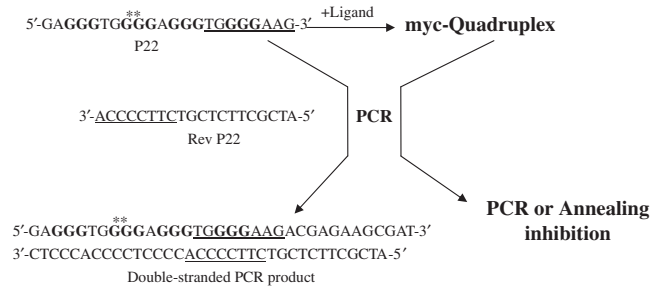 ** 
5′-GAGGGTGGGGAGGGTGGGGAAG-3′ +Ligand myc-Quadruplex
P22
PCR
3′-ACCCCTTCTGCTCTTCGCTA-5′
Rev P22
PCR or Annealing
inhibition
**
5′-GAGGGTGGGGAGGGTGGGGAAGACGAGAAGCGAT-3′
3′-CTCCCACCCCTCCCCACCCCTTCTGCTCTTCGCTA-5′
Double-stranded PCR product